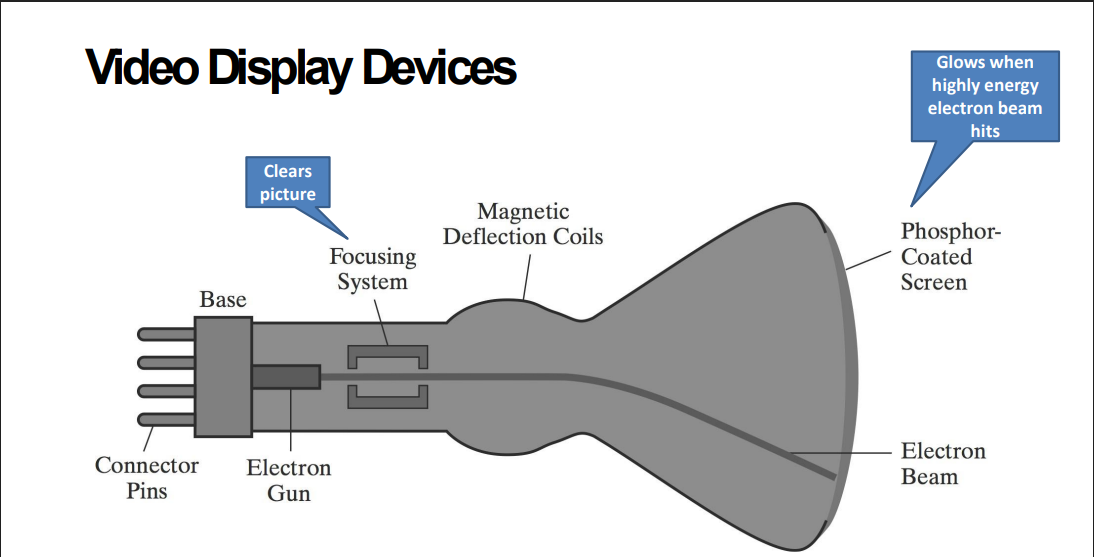 Video Display Devices
Glows when
highly energy
electron beam
hits
Clears
picture
Magnetic
Deflection Coils
Focusing
System
Phosphor-
Coated
Screen
Base
Connector
Pins
Electron
Gun
Electron
Beam